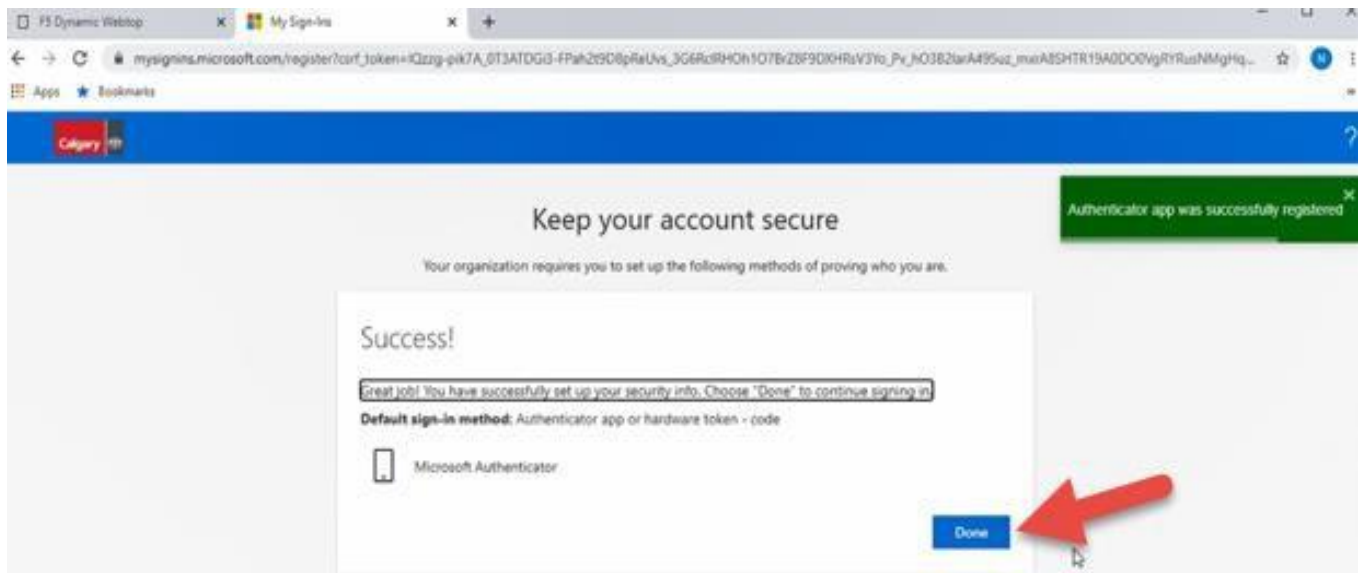 F5 Dynamic Webtop
My Sign-Ins
Apps
Bookmarks
Calgary
?
Authenticator app was successfully registered
Keep your account secure
Your organization requires you to set up the following methods of proving who you are.
Success!
Great job! You have successfully set up your security info. Choose "Done" to continue signing in.
Default sign-in method: Authenticator app or hardware token - code
Microsoft Authenticator
Done